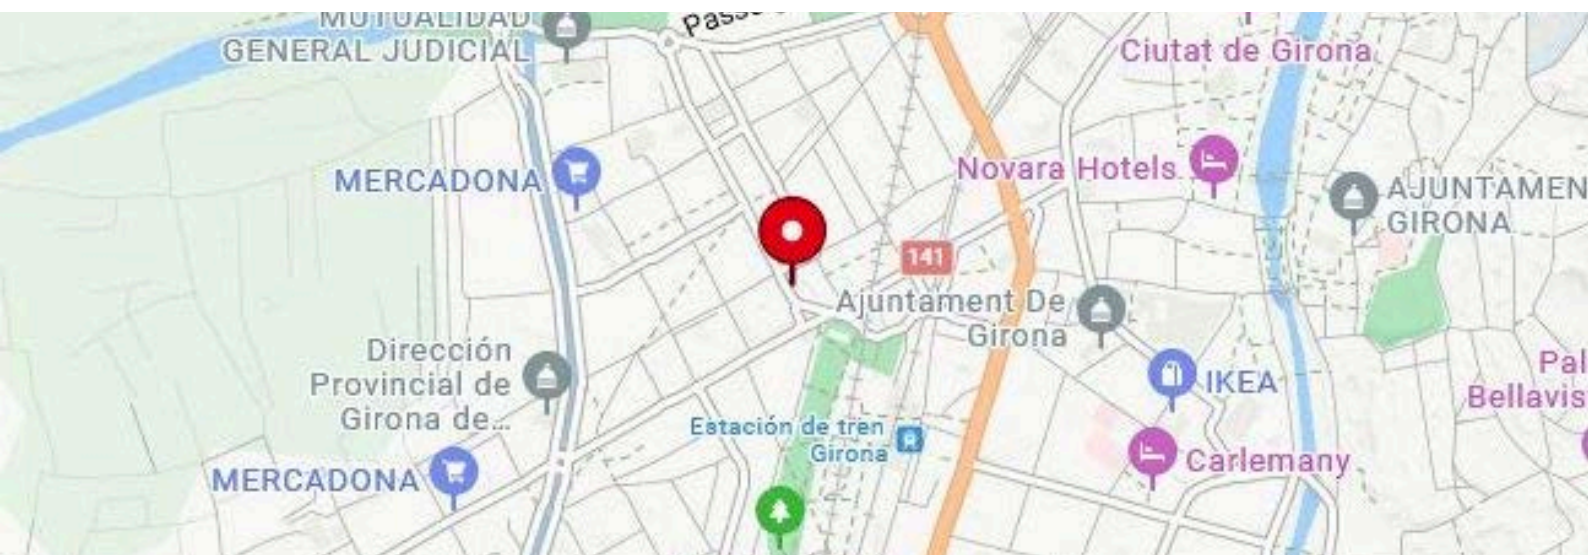 MUTUALIDAD
GENERAL JUDICIAL
Ciutat de Girona
MERCADONA
Novara Hotels
AJUNTAMEN
GIRONA
141
Ajuntament De
Girona
Dirección
Provincial de
Girona de...
IKEA
Pal
Bellavis
Estación de tren
Girona
MERCADONA
Carlemany